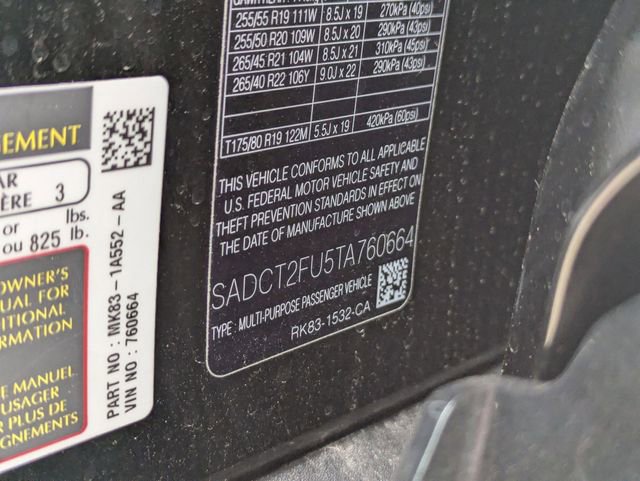 EMENT
AR
ÈRE 3
or lbs.
ou 825 lb.
OWNER'S
UAL FOR
ITIONAL
ORMATION
E MANUEL
USAGER
R PLUS DE
GNEMENTS
PART NO : MK83-1A552-AA
VIN NO : 760664
255/55 R19 111W 8.5J x 19 270kPa (40psi)
255/50 R20 109W 8.5J x 20 290kPa (43psi)
265/45 R21 104W 8.5J x 21 310kPa (45psi)
265/40 R22 106Y 9.0J x 22 290kPa (43psi)
T175/80 R19 122M 5.5J x 19 420kPa (60psi)
THIS VEHICLE CONFORMS TO ALL APPLICABLE
U.S. FEDERAL MOTOR VEHICLE SAFETY AND
THEFT PREVENTION STANDARDS IN EFFECT ON
THE DATE OF MANUFACTURE SHOWN ABOVE
SADCT2FU5TA760664
TYPE : MULTI-PURPOSE PASSENGER VEHICLE
RK83-1532-CA